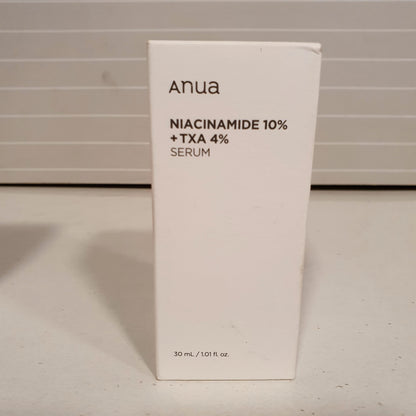 Anua
NIACINAMIDE 10%
+ TXA 4%
SERUM
30 mL / 1.01 fl. oz.